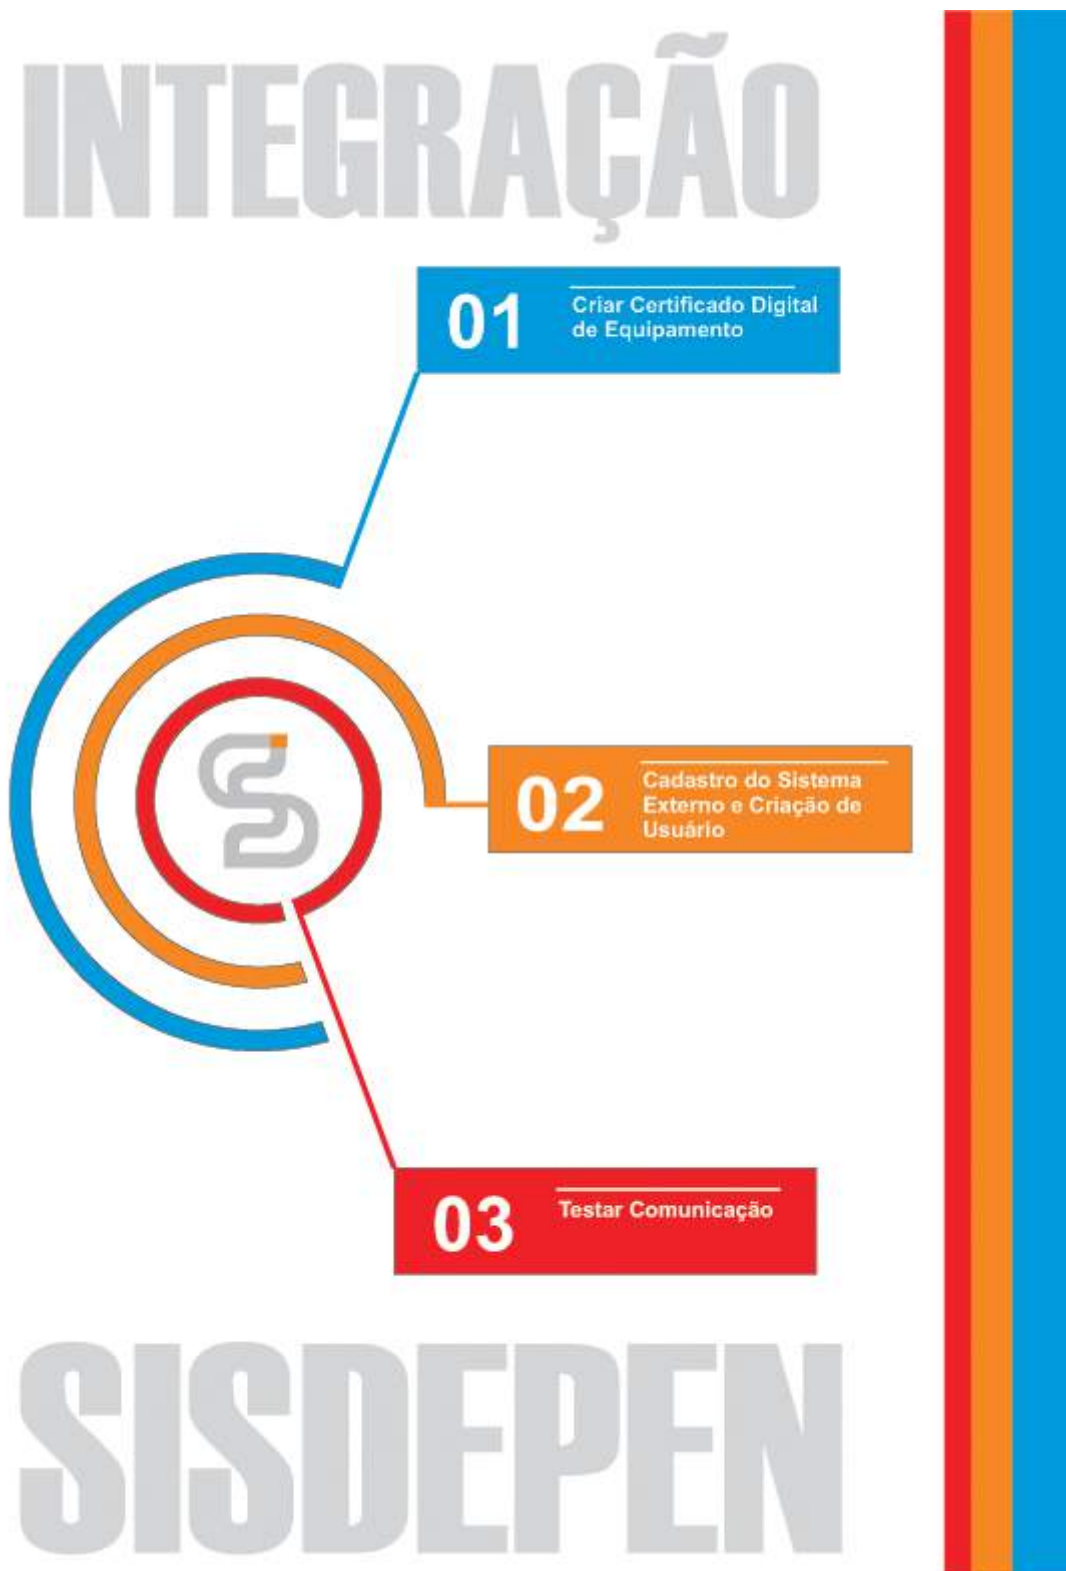 INTEGRAÇÃO
01
Criar Certificado Digital
de Equipamento
02
Cadastro do Sistema
Externo e Criação de
Usuário
03
Testar Comunicação
SISDEPEN